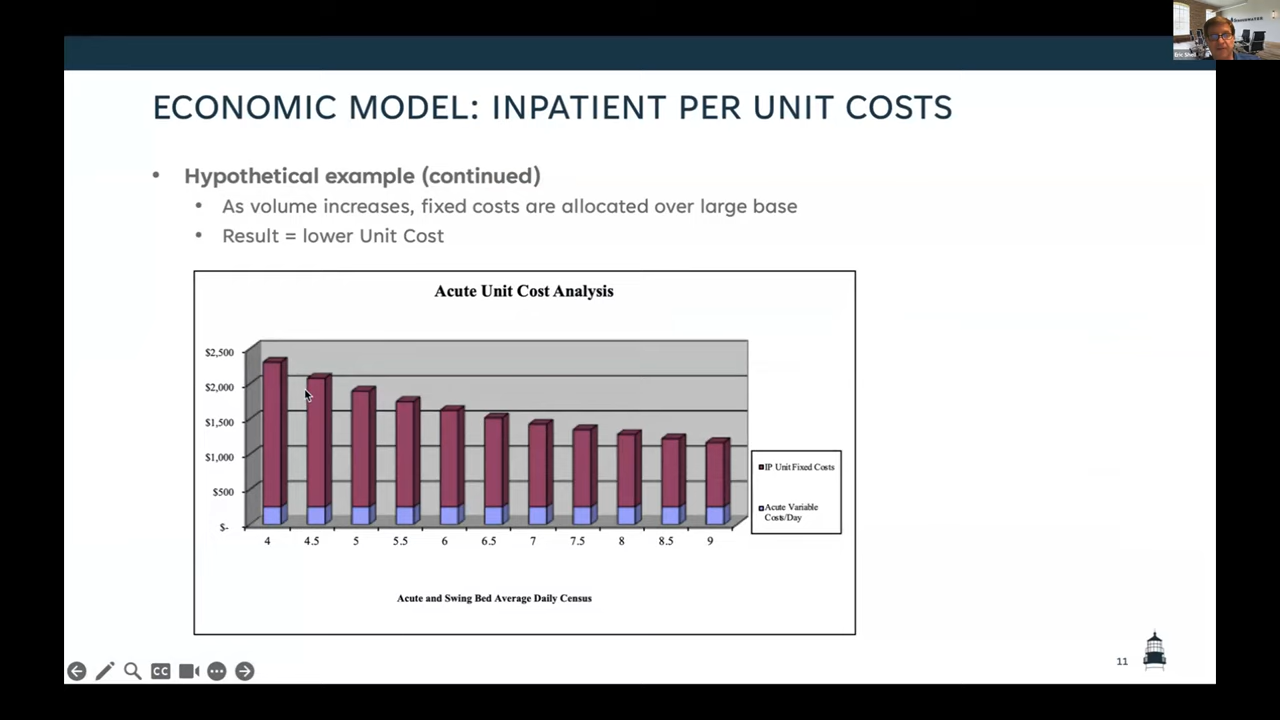 Eric Shell
ECONOMIC MODEL: INPATIENT PER UNIT COSTS
• Hypothetical example (continued)
• As volume increases, fixed costs are allocated over large base
• Result = lower Unit Cost
Acute Unit Cost Analysis
$2,500
$2,000
$1,500
$1,000
$500
$-
4 4.5 5 5.5 6 6.5 7 7.5 8 8.5 9
IP Unit Fixed Costs
Acute Variable
Costs/Day
Acute and Swing Bed Average Daily Census
CC
11